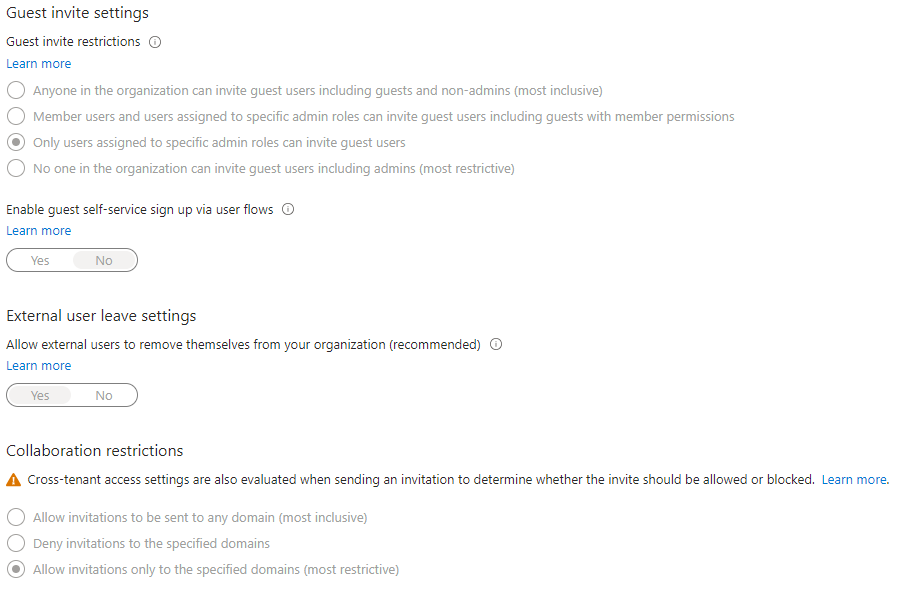 Guest invite settings
Guest invite restrictions
Learn more
Anyone in the organization can invite guest users including guests and non-admins (most inclusive)
Member users and users assigned to specific admin roles can invite guest users including guests with member permissions
Only users assigned to specific admin roles can invite guest users
No one in the organization can invite guest users including admins (most restrictive)
Enable guest self-service sign up via user flows
Learn more
Yes No
External user leave settings
Allow external users to remove themselves from your organization (recommended)
Learn more
Yes No
Collaboration restrictions
Cross-tenant access settings are also evaluated when sending an invitation to determine whether the invite should be allowed or blocked. Learn more.
Allow invitations to be sent to any domain (most inclusive)
Deny invitations to the specified domains
Allow invitations only to the specified domains (most restrictive)